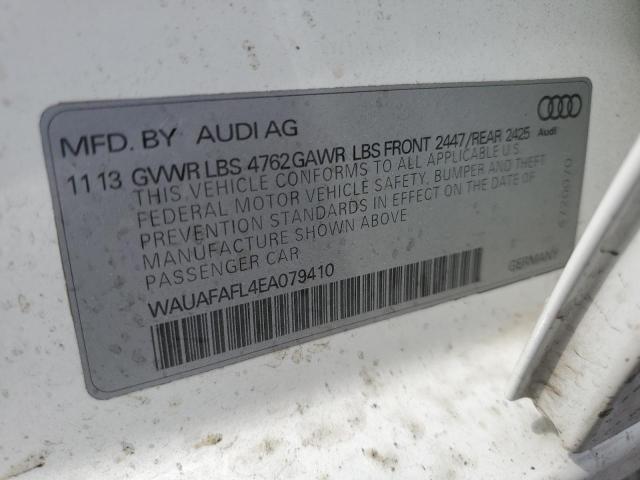 MFD. BY AUDI AG
Audi
11 13 GVWR LBS 4762 GAWR LBS FRONT 2447/REAR 2425
THIS VEHICLE CONFORMS TO ALL APPLICABLE U.S.
FEDERAL MOTOR VEHICLE SAFETY, BUMPER AND THEFT
PREVENTION STANDARDS IN EFFECT ON THE DATE OF
MANUFACTURE SHOWN ABOVE
PASSENGER CAR
WAUAFAFL4EA079410
GERMANY